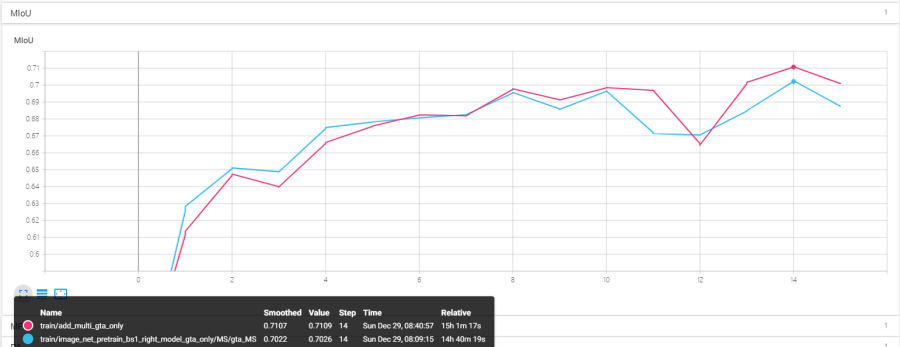 MIoU 1
MIoU
0.71
0.7
0.69
0.68
0.67
0.66
0.65
0.64
0.63
0.62
0.61
0.6
0 2 4 6 8 10 12 14
Name Smoothed Value Step Time Relative
train/add_multi_gta_only 0.7107 0.7109 14 Sun Dec 29, 08:40:57 15h 1m 17s
train/image_net_pretrain_bs1_right_model_gta_only/MS/gta_MS 0.7022 0.7026 14 Sun Dec 29, 08:09:15 14h 40m 19s
1